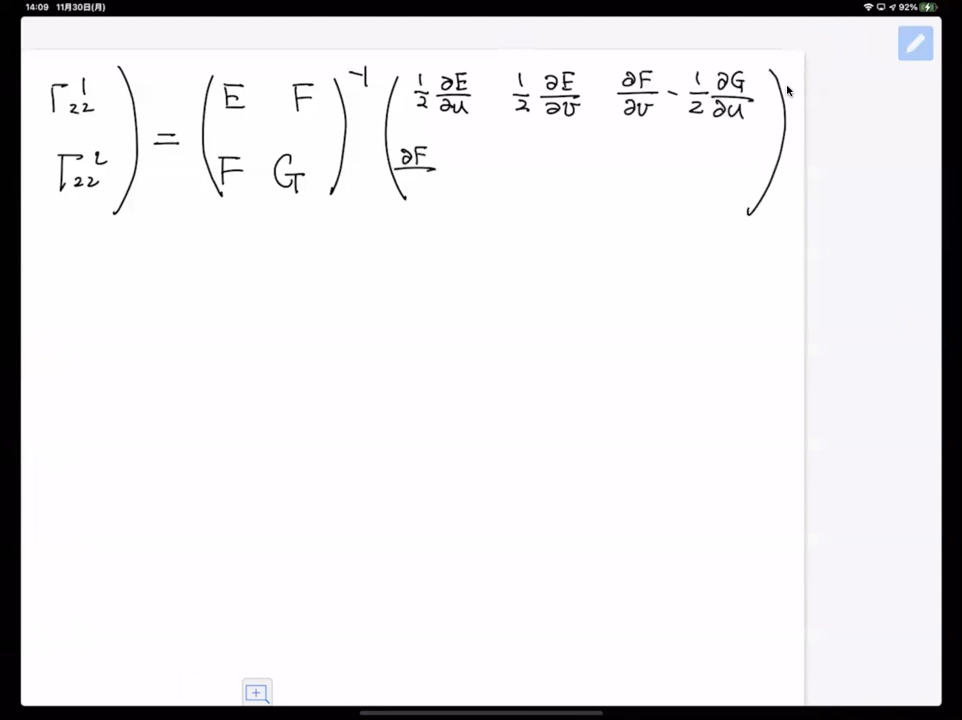 14:09 11月30日(月) 92%
Γ₂₂¹
Γ₂₂²
) = (E F
F G)⁻¹ (1/2 ∂E/∂u 1/2 ∂E/∂v ∂F/∂v - 1/2 ∂G/∂u
∂F/ )